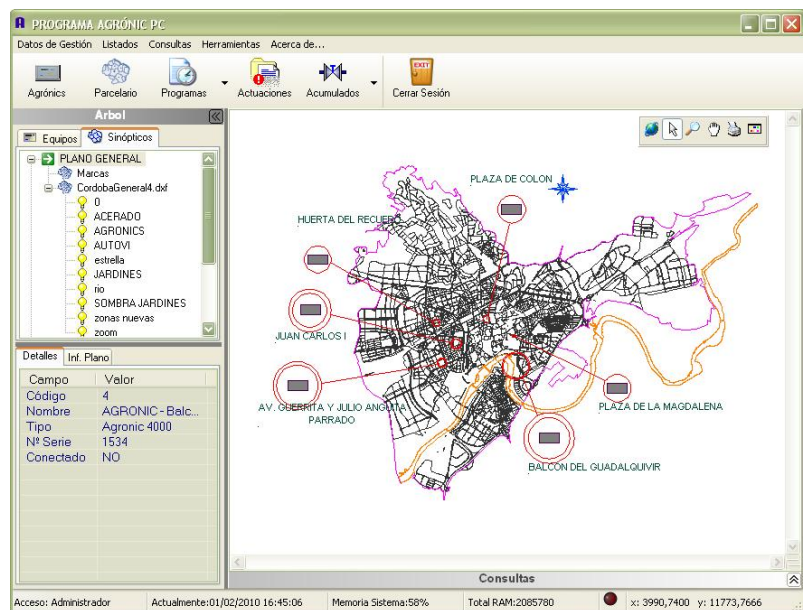 PROGRAMA AGRÓNIC PC
Datos de Gestión Listados Consultas Herramientas Acerca de...
Agrónics Parcelario Programas Actuaciones Acumulados Cerrar Sesión
EXIT
Arbol
Equipos Sinópticos
PLANO GENERAL
Marcas
CordobaGeneral4.dxf
0
ACERADO
AGRONICS
AUTOVI
estrella
JARDINES
rio
SOMBRA JARDINES
zonas nuevas
zoom
Detalles Inf. Plano
Campo Valor
Código 4
Nombre AGRONIC - Balc...
Tipo Agronic 4000
Nº Serie 1534
Conectado NO
PLAZA DE COLON
HUERTA DEL RECUER
JUAN CARLOS I
AV. GUERRITA Y JULIO ANGUITA
PARRADO
PLAZA DE LA MAGDALENA
BALCON DEL GUADALQUIVIR
Consultas
Acceso: Administrador Actualmente:01/02/2010 16:45:06 Memoria Sistema:58% Total RAM:2085780 x: 3990,7400 y: 11773,7666